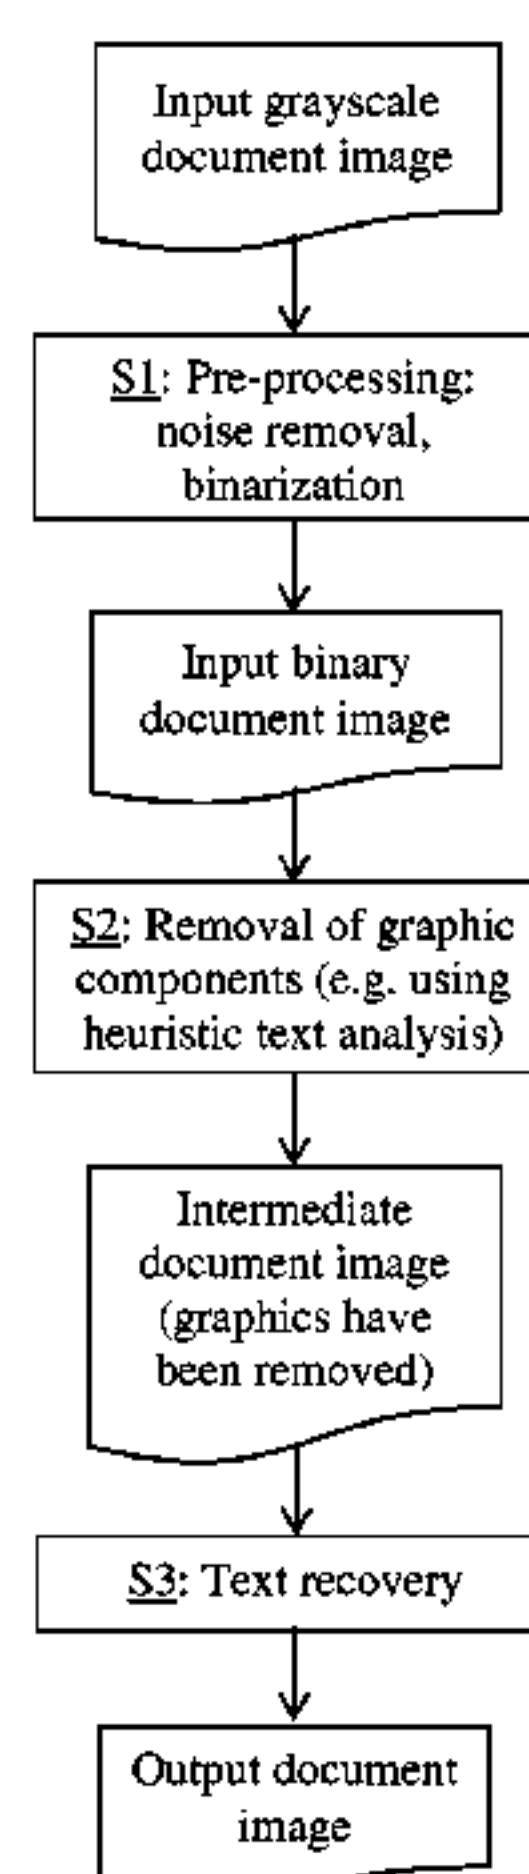 Input grayscale
document image
S1: Pre-processing:
noise removal,
binarization
Input binary
document image
S2: Removal of graphic
components (e.g. using
heuristic text analysis)
Intermediate
document image
(graphics have
been removed)
S3: Text recovery
Output document
image